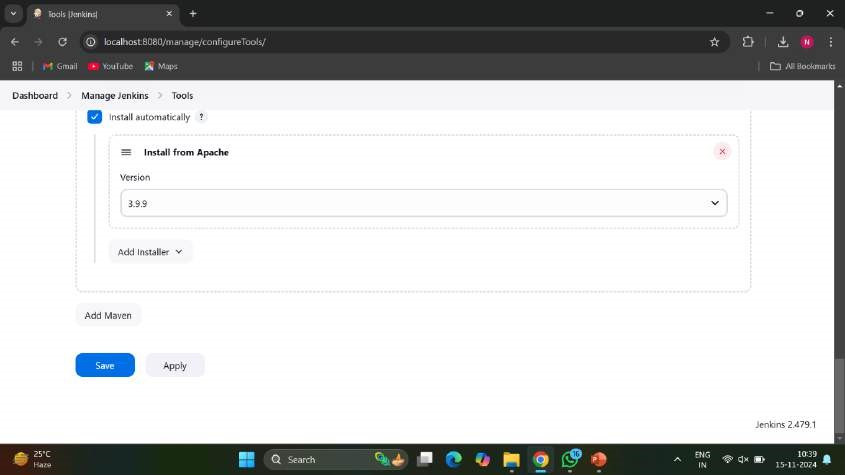 Tools [Jenkins]
localhost:8080/manage/configureTools/
N
Gmail YouTube Maps All Bookmarks
Dashboard > Manage Jenkins > Tools
Install automatically ?
Install from Apache
Version
3.9.9
Add Installer
Add Maven
Save Apply
Jenkins 2.479.1
25°C
Haze
Search
16
ENG
IN
10:39
15-11-2024